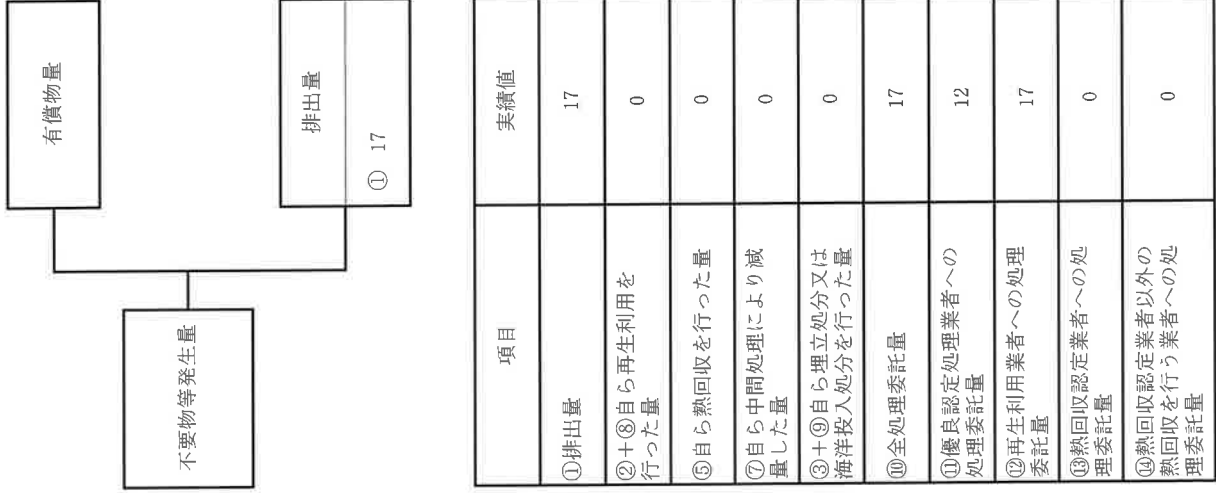 有償物量
不要物等発生量
排出量
① 17
項目
実績値
①排出量
17
②+⑧自ら再生利用を
行った量
0
⑤自ら熱回収を行った量
0
⑦自ら中間処理により減
量した量
0
③+⑨自ら埋立処分又は
海洋投入処分を行った量
0
⑩全処理委託量
17
⑪優良認定処理業者への
処理委託量
12
⑫再生利用業者への処理
委託量
17
⑬熱回収認定業者への処
理委託量
0
⑭熱回収認定業者以外の
熱回収を行う業者への処
理委託量
0